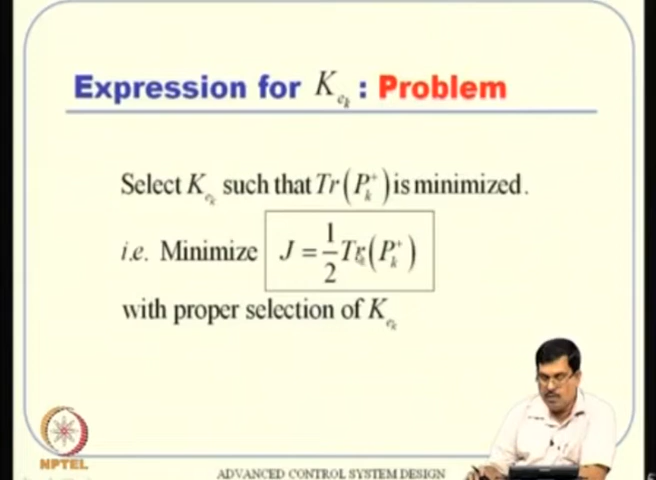 Expression for K_{e_k} : Problem
Select K_{e_k} such that Tr(P_k^+) is minimized.
i.e. Minimize J = 1/2 Tr(P_k^+)
with proper selection of K_{e_k}
NPTEL
ADVANCED CONTROL SYSTEM DESIGN